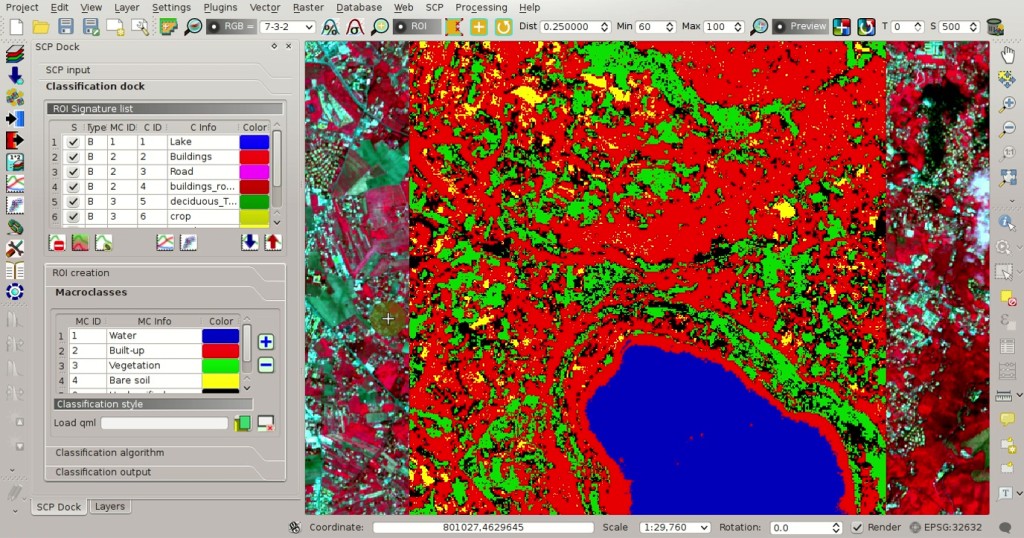 Project Edit View Layer Settings Plugins Vector Raster Database Web SCP Processing Help
RGB = 7-3-2 ROI Dist 0.250000 Min 60 Max 100 Preview T 0 S 500
SCP Dock
SCP input
Classification dock
ROI Signature list
S Type MC ID C ID C Info Color
1 B 1 1 Lake
2 B 2 2 Buildings
3 B 2 3 Road
4 B 2 4 buildings_ro...
5 B 3 5 deciduous_T...
6 B 3 6 crop
ROI creation
Macroclasses
MC ID MC Info Color
1 1 Water
2 2 Built-up
3 3 Vegetation
4 4 Bare soil
Classification style
Load qml
Classification algorithm
Classification output
SCP Dock Layers
Coordinate: 801027,4629645 Scale 1:29,760 Rotation: 0.0 Render EPSG:32632